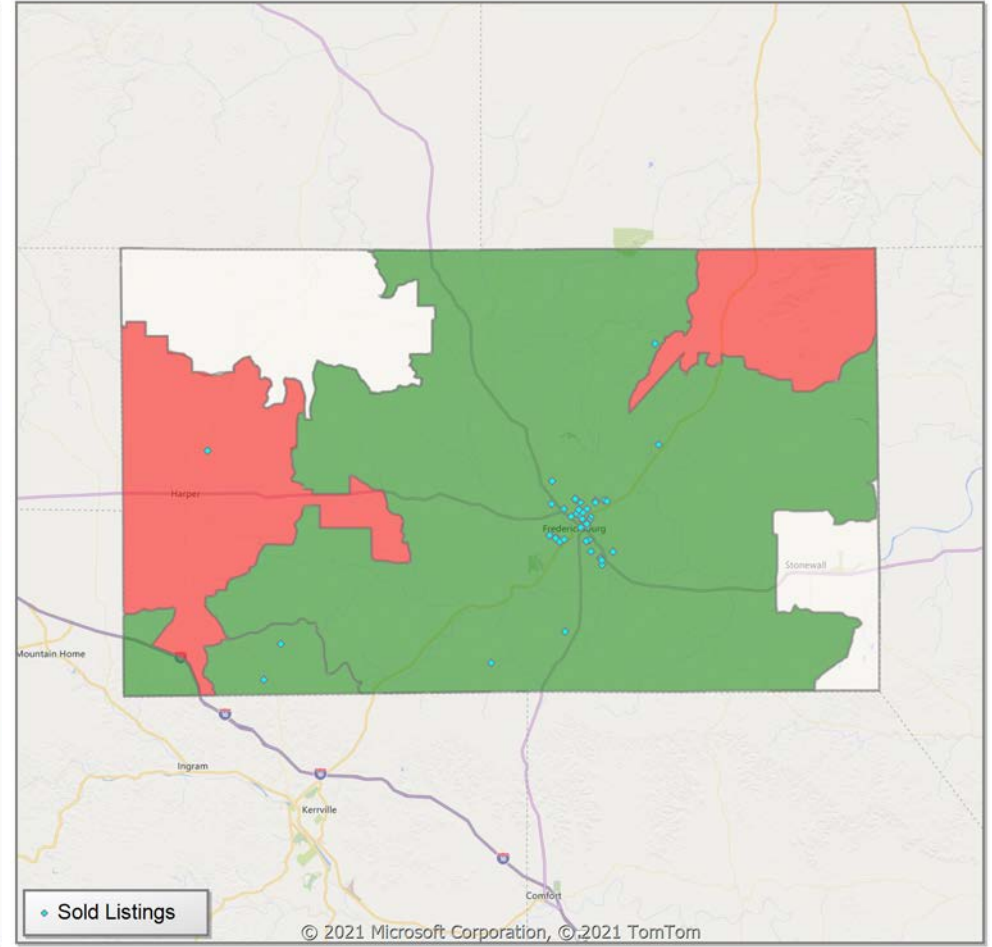 Harper
Fredericksburg
Stonewall
Mountain Home
Ingram
Kerrville
Comfort
Sold Listings
© 2021 Microsoft Corporation, © 2021 TomTom